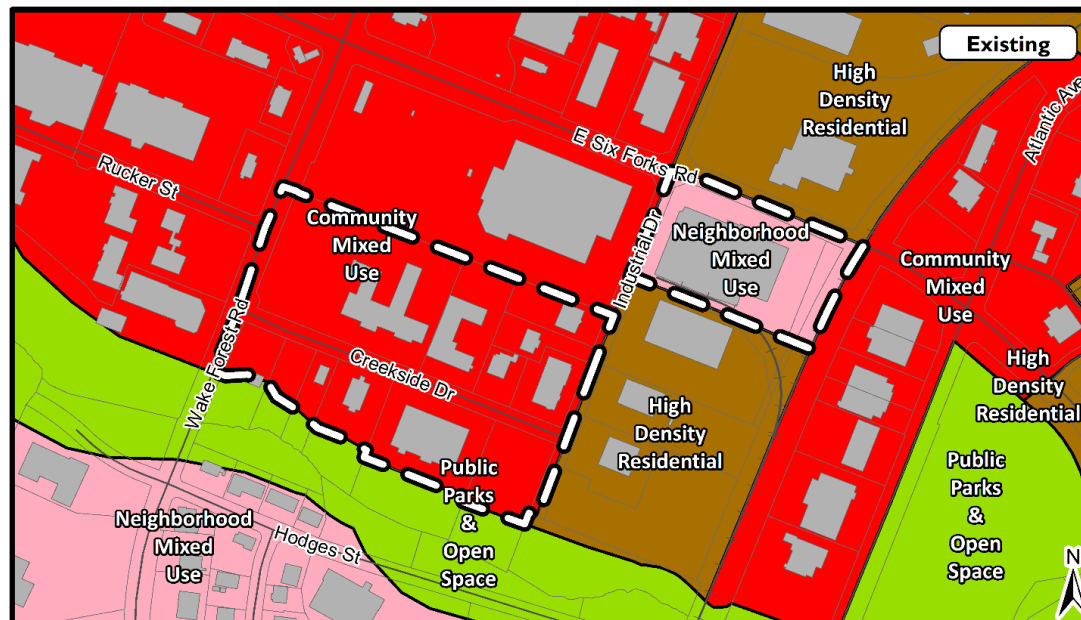 Existing
High
Density
Residential
Atlantic Ave
E Six Forks Rd
Rucker St
Community
Mixed
Use
Industrial Dr
Neighborhood
Mixed
Use
Community
Mixed
Use
Wake Forest Rd
Creekside Dr
High
Density
Residential
High
Density
Residential
Public
Parks
&
Open
Space
Public
Parks
&
Open
Space
Neighborhood
Mixed
Use
Hodges St
N